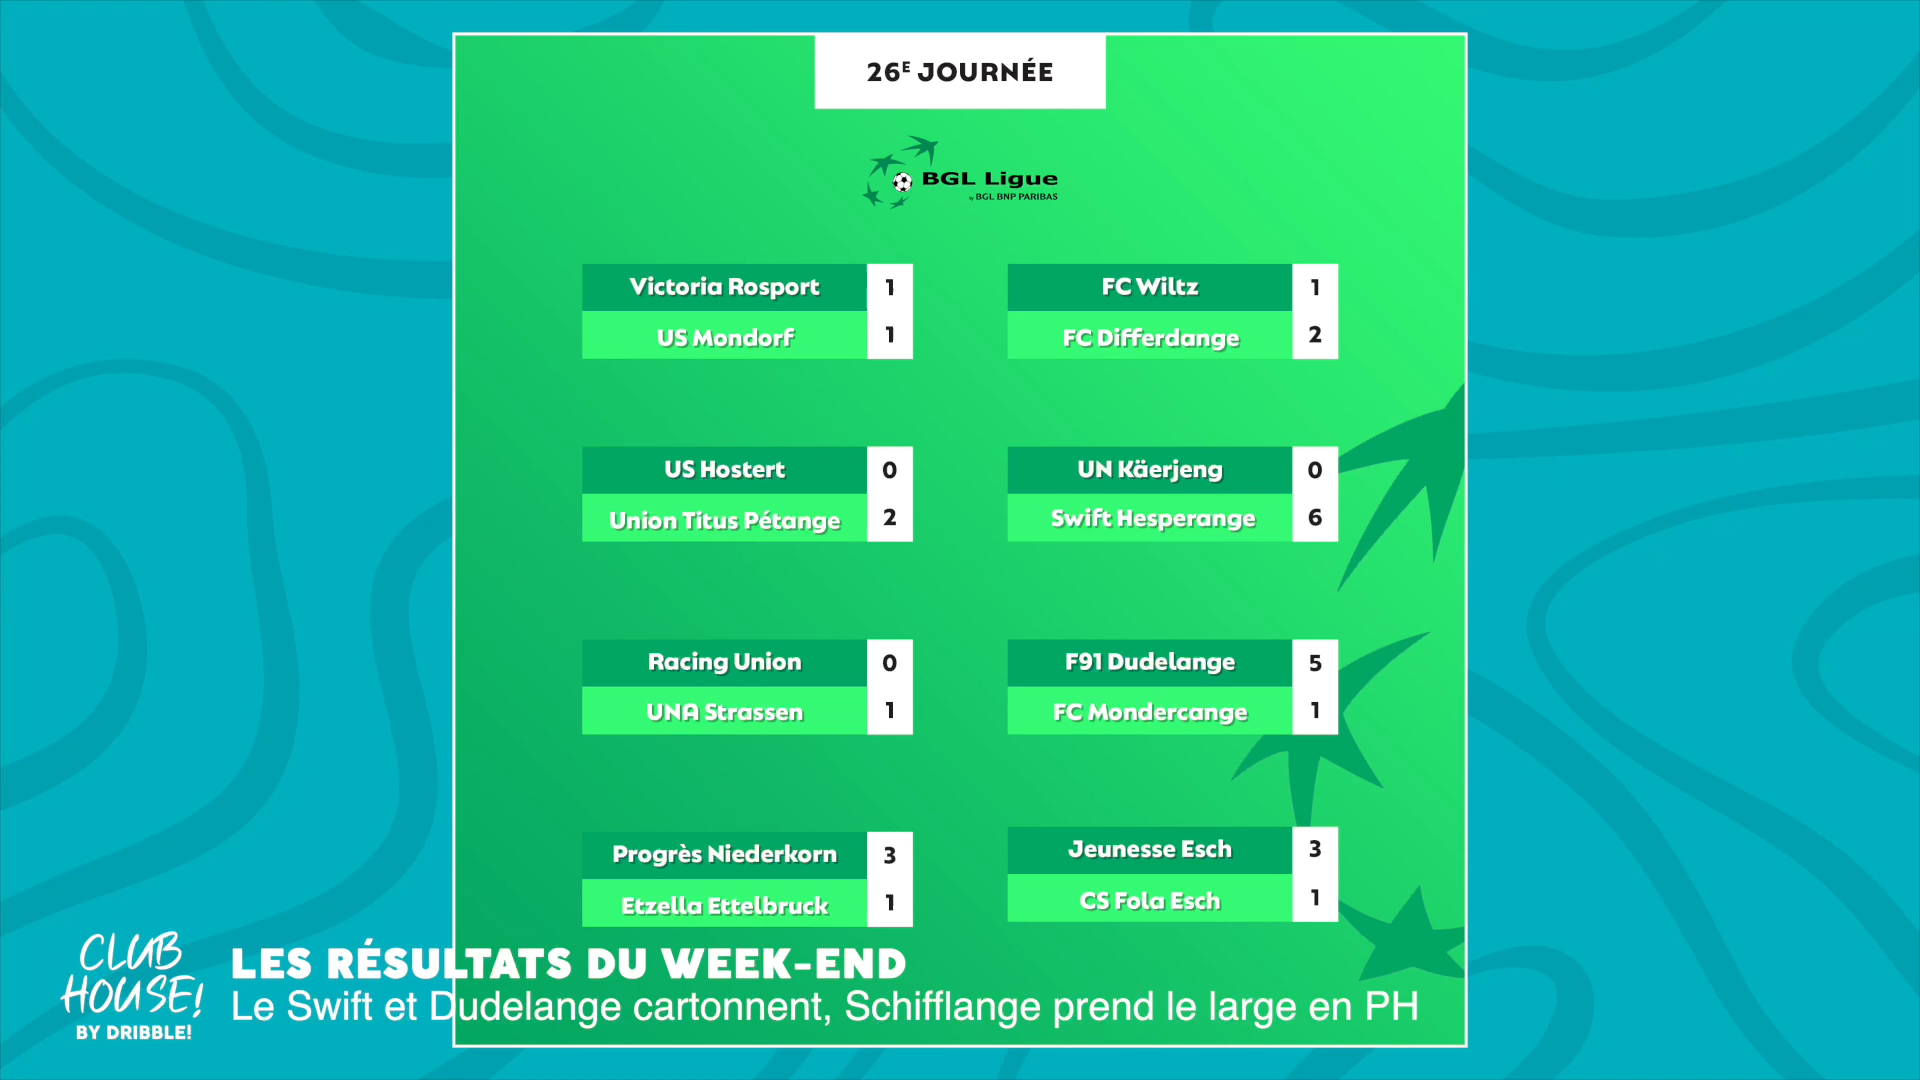 26E JOURNÉE
BGL Ligue
by BGL BNP PARIBAS
Victoria Rosport 1
US Mondorf 1
FC Wiltz 1
FC Differdange 2
US Hostert 0
Union Titus Pétange 2
UN Käerjeng 0
Swift Hesperange 6
Racing Union 0
UNA Strassen 1
F91 Dudelange 5
FC Mondercange 1
Progrès Niederkorn 3
Etzella Ettelbruck 1
Jeunesse Esch 3
CS Fola Esch 1
CLUB
HOUSE!
BY DRIBBLE!
LES RÉSULTATS DU WEEK-END
Le Swift et Dudelange cartonnent, Schifflange prend le large en PH